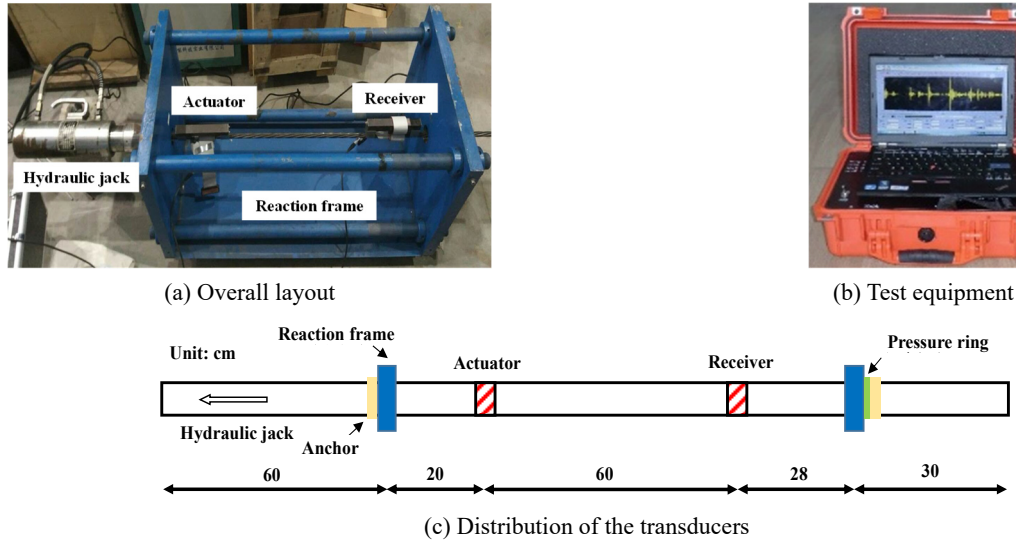 Actuator
Receiver
Hydraulic jack
Reaction frame
(a) Overall layout
(b) Test equipment
Reaction frame
Pressure ring
Unit: cm
Actuator
Receiver
Hydraulic jack
Anchor
60
20
60
28
30
(c) Distribution of the transducers